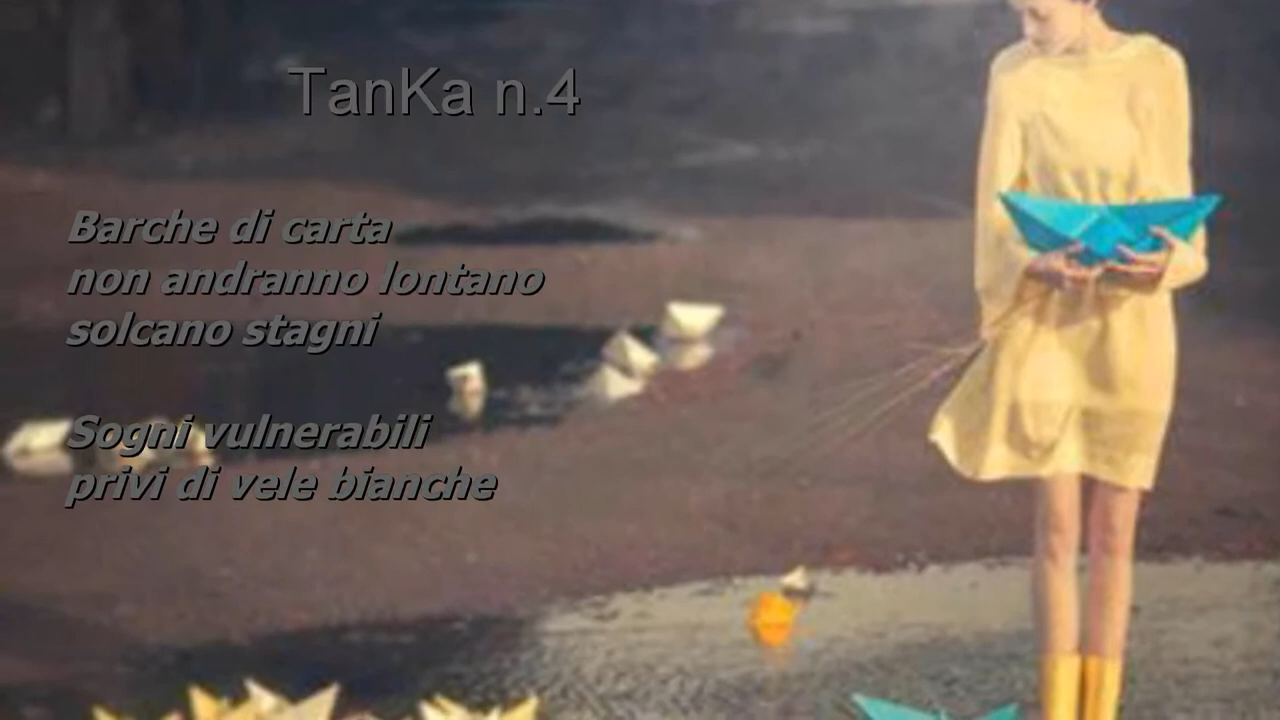 TanKa n.4
Barche di carta
non andranno lontano
solcano stagni
Sogni vulnerabili
privi di vele bianche